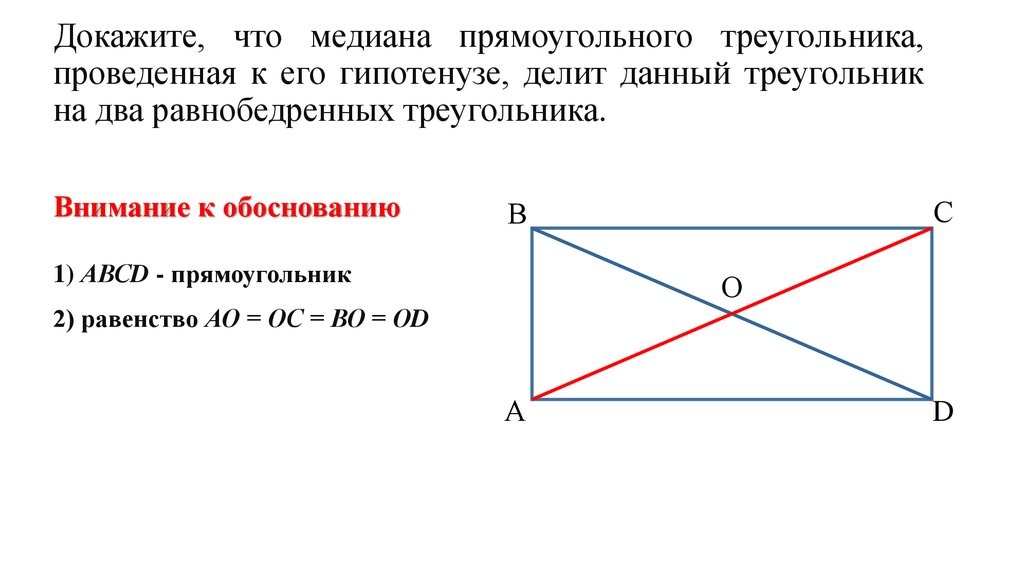 Докажите, что медиана прямоугольного треугольника,
проведенная к его гипотенузе, делит данный треугольник
на два равнобедренных треугольника.
Внимание к обоснованию
B
C
1) ABCD - прямоугольник
O
2) равенство AO = OC = BO = OD
A
D